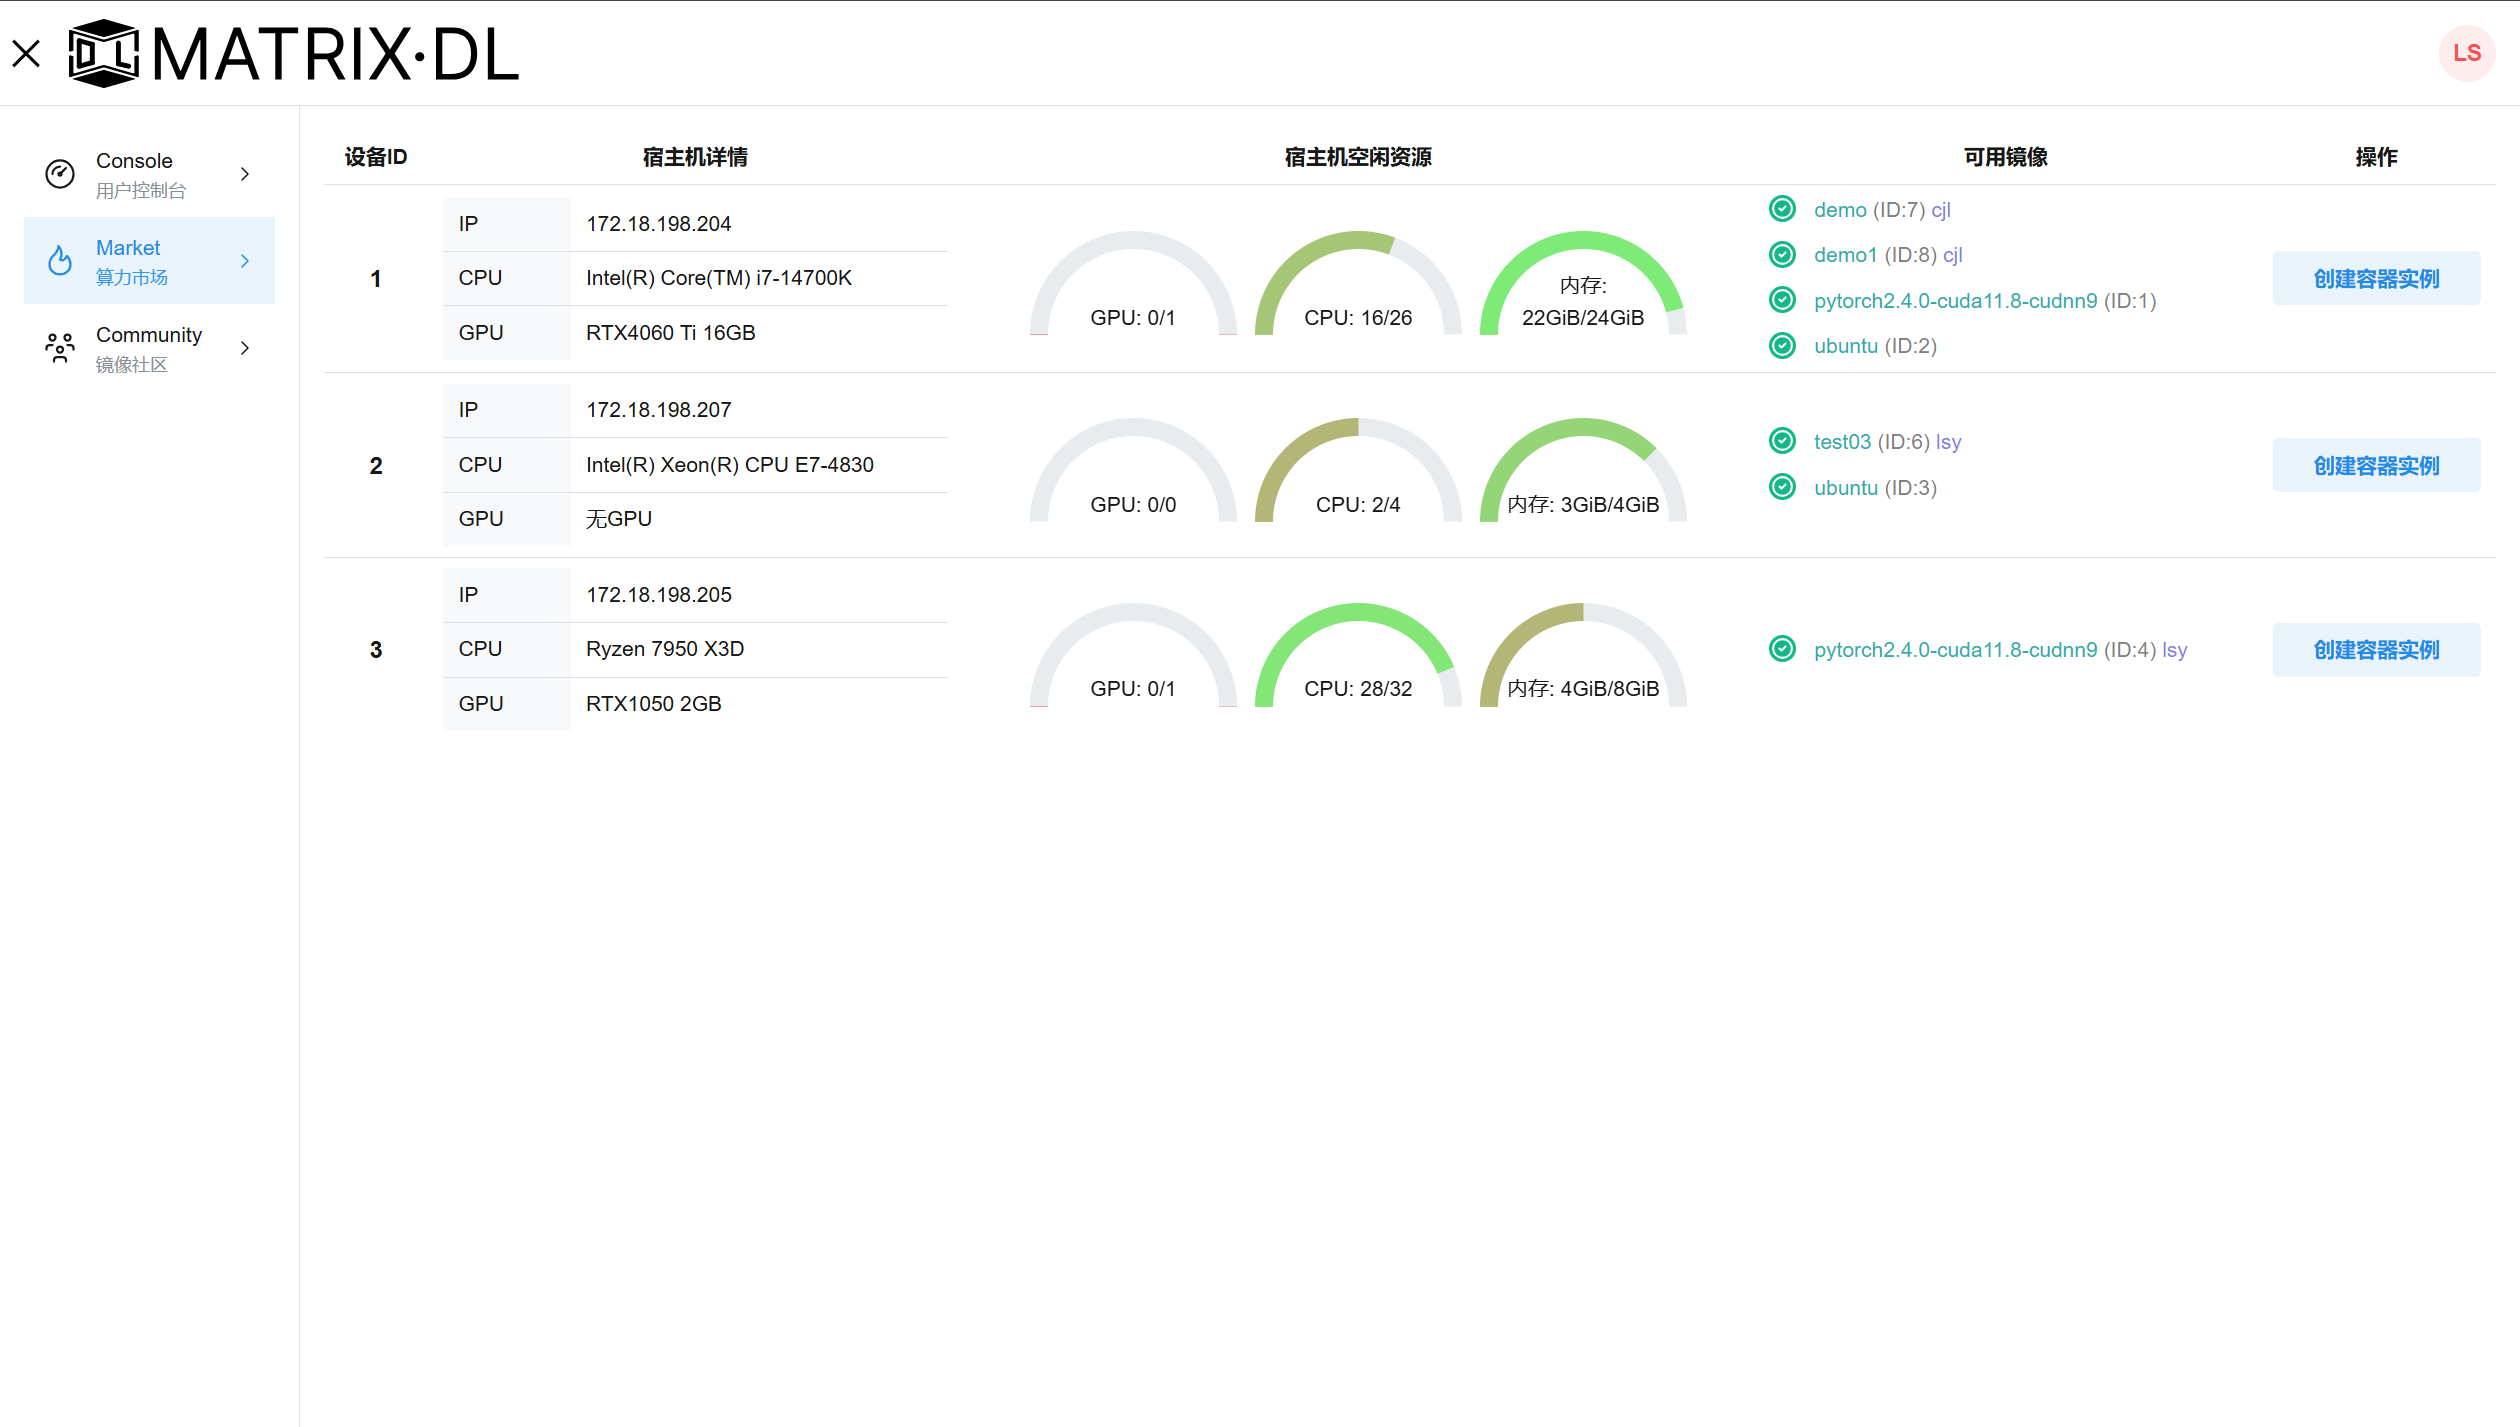 DL MATRIX·DL
LS
Console
用户控制台
Market
算力市场
Community
镜像社区
设备ID 宿主机详情 宿主机空闲资源 可用镜像 操作
1
IP 172.18.198.204
CPU Intel(R) Core(TM) i7-14700K
GPU RTX4060 Ti 16GB
GPU: 0/1
CPU: 16/26
内存:
22GiB/24GiB
demo (ID:7) cjl
demo1 (ID:8) cjl
pytorch2.4.0-cuda11.8-cudnn9 (ID:1)
ubuntu (ID:2)
创建容器实例
2
IP 172.18.198.207
CPU Intel(R) Xeon(R) CPU E7-4830
GPU 无GPU
GPU: 0/0
CPU: 2/4
内存: 3GiB/4GiB
test03 (ID:6) lsy
ubuntu (ID:3)
创建容器实例
3
IP 172.18.198.205
CPU Ryzen 7950 X3D
GPU RTX1050 2GB
GPU: 0/1
CPU: 28/32
内存: 4GiB/8GiB
pytorch2.4.0-cuda11.8-cudnn9 (ID:4) lsy
创建容器实例